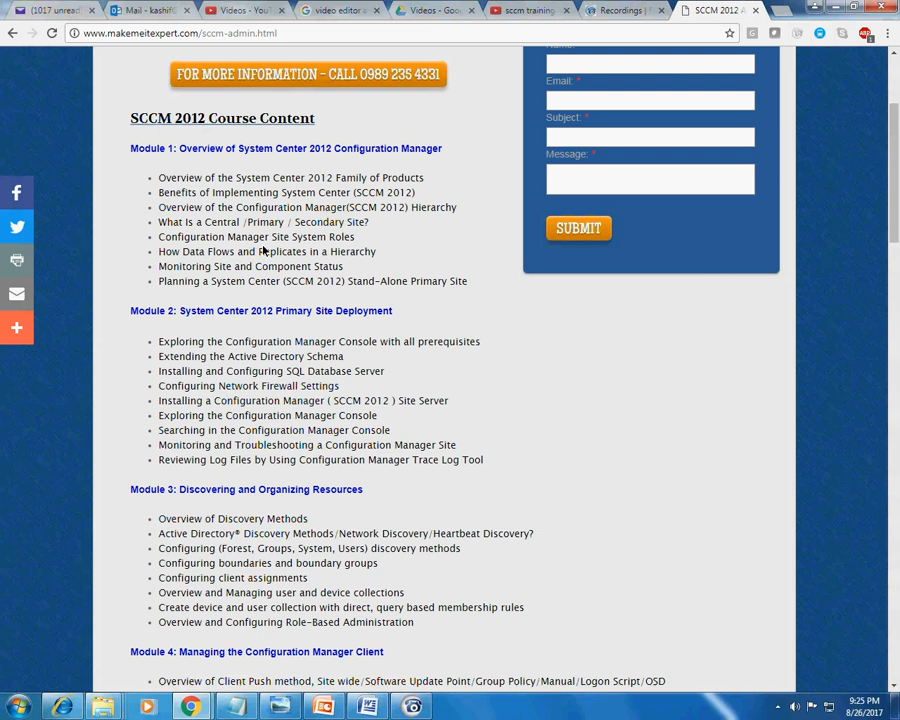 (1017 unread)
Mail - kashif
Videos - You
video editor a
Videos - Goog
sccm training
Recordings | f
SCCM 2012 A
www.makemeitexpert.com/sccm-admin.html
FOR MORE INFORMATION - CALL 0989 235 4331
Email: *
Subject: *
Message: *
SUBMIT
SCCM 2012 Course Content
Module 1: Overview of System Center 2012 Configuration Manager
Overview of the System Center 2012 Family of Products
Benefits of Implementing System Center (SCCM 2012)
Overview of the Configuration Manager(SCCM 2012) Hierarchy
What Is a Central /Primary / Secondary Site?
Configuration Manager Site System Roles
How Data Flows and Replicates in a Hierarchy
Monitoring Site and Component Status
Planning a System Center (SCCM 2012) Stand-Alone Primary Site
Module 2: System Center 2012 Primary Site Deployment
Exploring the Configuration Manager Console with all prerequisites
Extending the Active Directory Schema
Installing and Configuring SQL Database Server
Configuring Network Firewall Settings
Installing a Configuration Manager ( SCCM 2012 ) Site Server
Exploring the Configuration Manager Console
Searching in the Configuration Manager Console
Monitoring and Troubleshooting a Configuration Manager Site
Reviewing Log Files by Using Configuration Manager Trace Log Tool
Module 3: Discovering and Organizing Resources
Overview of Discovery Methods
Active Directory® Discovery Methods/Network Discovery/Heartbeat Discovery?
Configuring (Forest, Groups, System, Users) discovery methods
Configuring boundaries and boundary groups
Configuring client assignments
Overview and Managing user and device collections
Create device and user collection with direct, query based membership rules
Overview and Configuring Role-Based Administration
Module 4: Managing the Configuration Manager Client
Overview of Client Push method, Site wide/Software Update Point/Group Policy/Manual/Logon Script/OSD
9:25 PM
8/26/2017